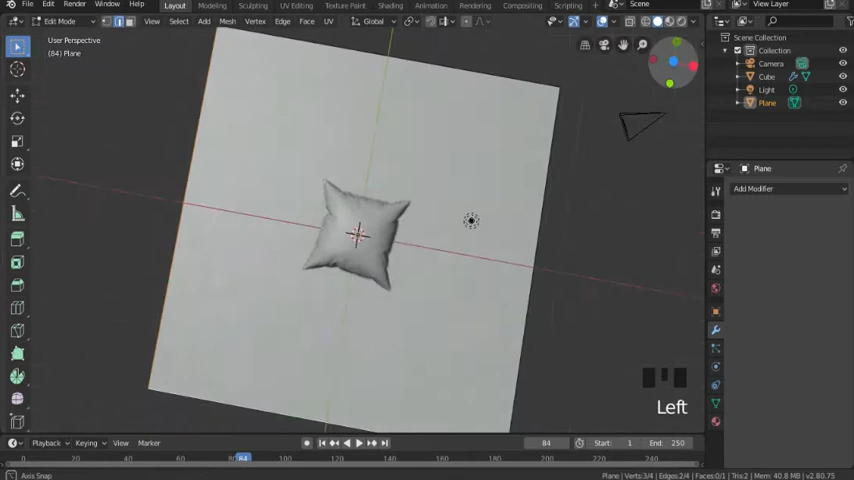 File Edit Render Window Help Layout Modeling Sculpting UV Editing Texture Paint Shading Animation Rendering Compositing Scripting Scene View Layer
Edit Mode View Select Add Mesh Vertex Edge Face UV Global
User Perspective
(84) Plane
Scene Collection
Collection
Camera
Cube
Light
Plane
Plane
Add Modifier
Left
Playback Keying View Marker 84 Start: 1 End: 250
0 20 40 60 84 100 120 140 160 180 200 220 240
Axis Snap Plane | Verts:3/4 | Edges:2/4 | Faces:0/1 | Tris:2 | Mem: 40.8 MB | v2.80.75